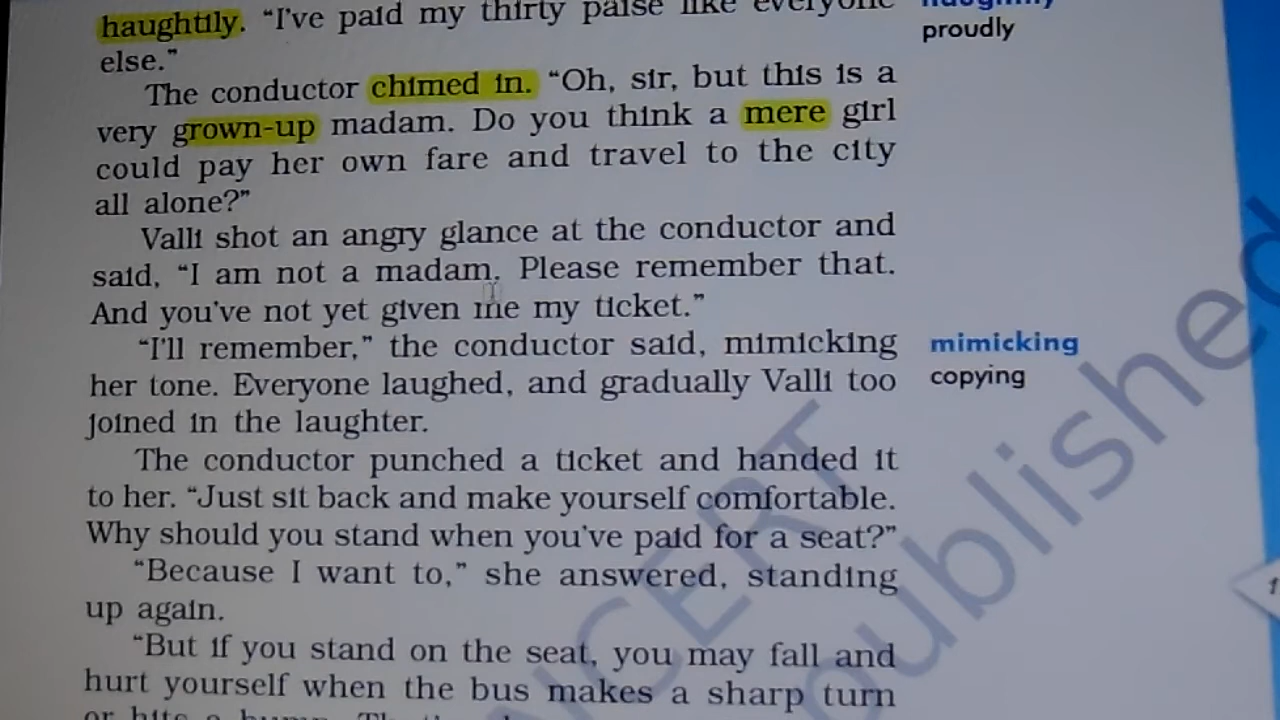 haughtily. “I’ve paid my thirty paise like everyone
else.”
The conductor chimed in. “Oh, sir, but this is a
very grown-up madam. Do you think a mere girl
could pay her own fare and travel to the city
all alone?”
Valli shot an angry glance at the conductor and
said, “I am not a madam. Please remember that.
And you’ve not yet given me my ticket.”
“I’ll remember,” the conductor said, mimicking
her tone. Everyone laughed, and gradually Valli too
joined in the laughter.
The conductor punched a ticket and handed it
to her. “Just sit back and make yourself comfortable.
Why should you stand when you’ve paid for a seat?”
“Because I want to,” she answered, standing
up again.
“But if you stand on the seat, you may fall and
hurt yourself when the bus makes a sharp turn
or hits a bump.
proudly
mimicking
copying
NCERT
published